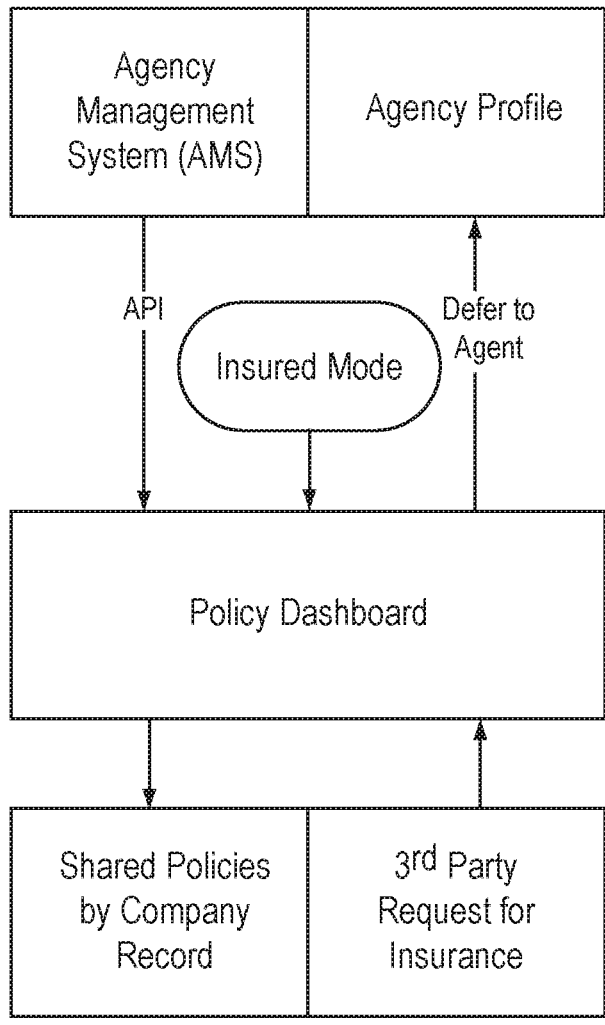 Agency
Management
System (AMS)
Agency Profile
API
Defer to
Agent
Insured Mode
Policy Dashboard
Shared Policies
by Company
Record
3rd Party
Request for
Insurance